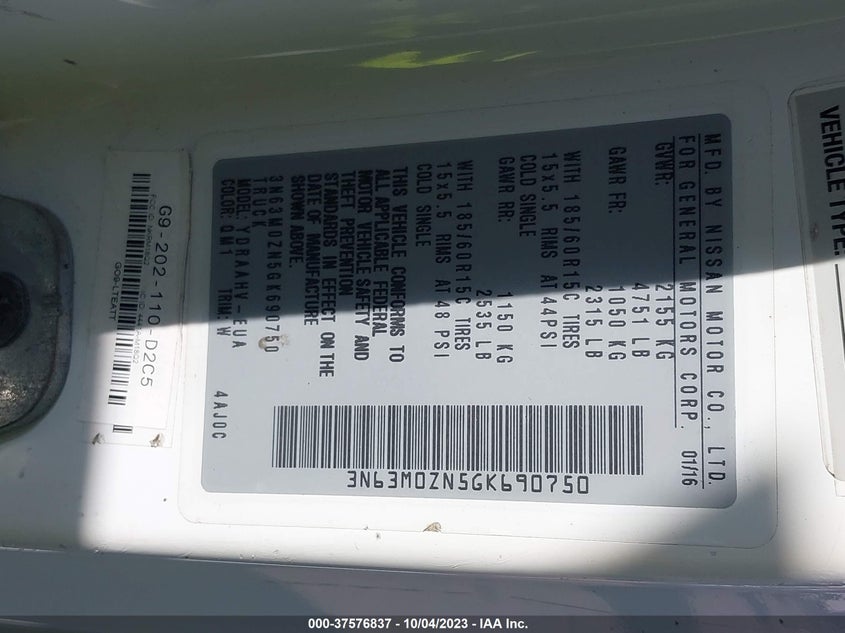 MFD. BY NISSAN MOTOR CO., LTD.
FOR GENERAL MOTORS CORP. 01/16
GVWR: 2155 KG
4751 LB
GAWR FR: 1050 KG
2315 LB
WITH 185/60R15C TIRES
15x5.5 RIMS AT 44PSI
COLD SINGLE
GAWR RR: 1150 KG
2535 LB
WITH 185/60R15C TIRES
15x5.5 RIMS AT 48 PSI
COLD SINGLE
THIS VEHICLE CONFORMS TO
ALL APPLICABLE FEDERAL
MOTOR VEHICLE SAFETY AND
THEFT PREVENTION
STANDARDS IN EFFECT ON THE
DATE OF MANUFACTURE
SHOWN ABOVE.
3N63M0ZN5GK690750
TRUCK
MODEL: YDRAAHV-EUA
COLOR: QM1 TRIM: W 4AJ0C
3N63M0ZN5GK690750
G9-202-110-D2C5
GO9-LTEATT
VEHICLE TYPE:
000-37576837 - 10/04/2023 - IAA Inc.